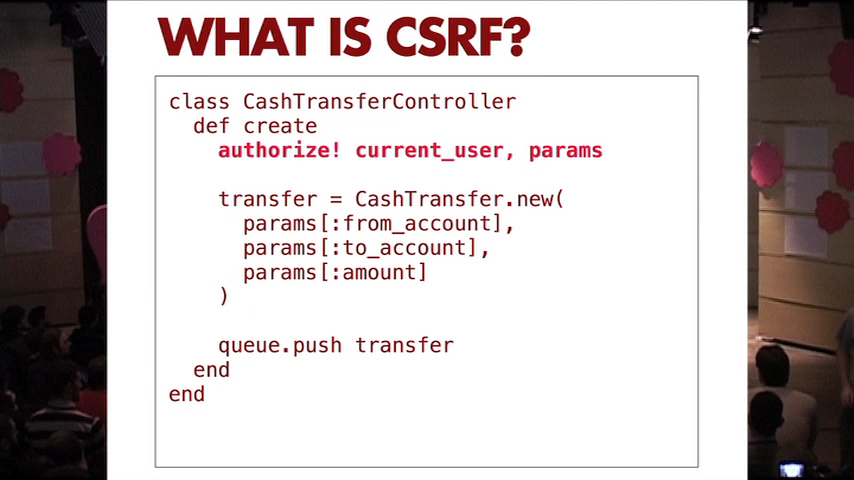 WHAT IS CSRF?
class CashTransferController
  def create
    authorize! current_user, params
    transfer = CashTransfer.new(
      params[:from_account],
      params[:to_account],
      params[:amount]
    )
    queue.push transfer
  end
end